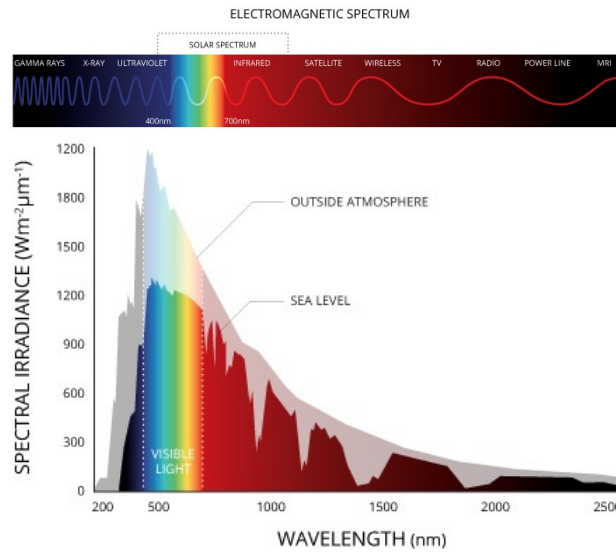 ELECTROMAGNETIC SPECTRUM
SOLAR SPECTRUM
GAMMA RAYS X-RAY ULTRAVIOLET INFRARED SATELLITE WIRELESS TV RADIO POWER LINE MRI
400nm 700nm
1200
1800
OUTSIDE ATMOSPHERE
1500
1200
SEA LEVEL
900
600
300
VISIBLE
LIGHT
0
SPECTRAL IRRADIANCE (Wm⁻²µm⁻¹)
200 500 1000 1500 2000 2500
WAVELENGTH (nm)